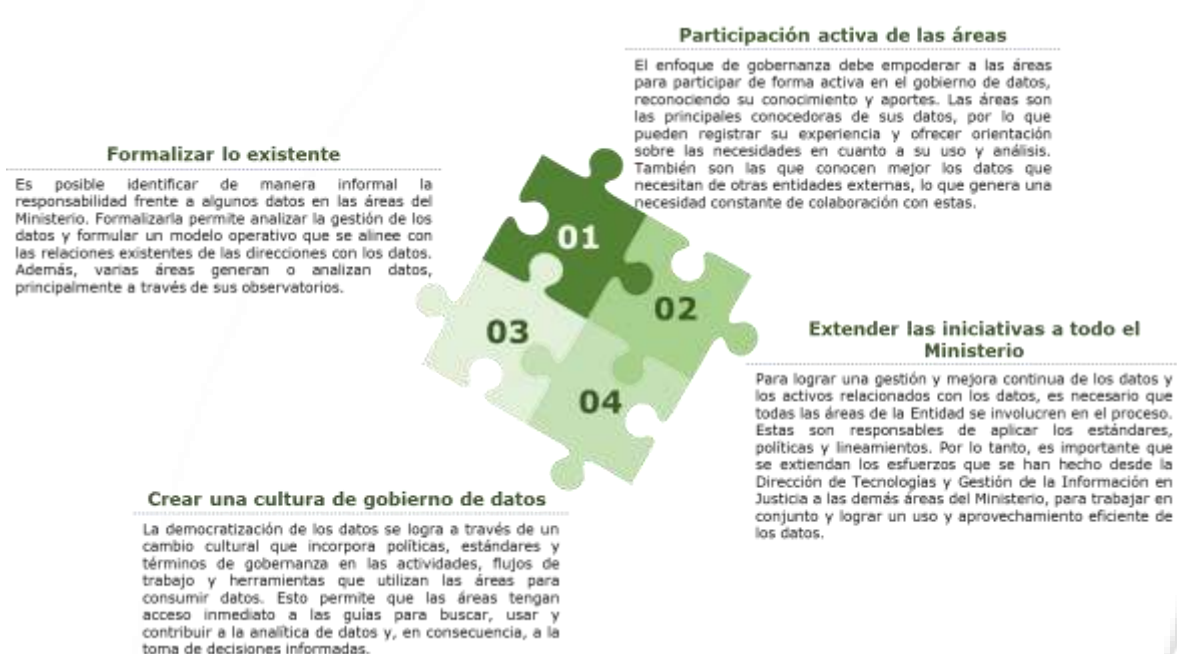 Participación activa de las áreas
El enfoque de gobernanza debe empoderar a las áreas
para participar de forma activa en el gobierno de datos,
reconociendo su conocimiento y aportes. Las áreas son
las principales conocedoras de sus datos, por lo que
pueden registrar su experiencia y ofrecer orientación
sobre las necesidades en cuanto a su uso y análisis.
También son las que conocen mejor los datos que
necesitan de otras entidades externas, lo que genera una
necesidad constante de colaboración con estas.
Formalizar lo existente
Es posible identificar de manera informal la
responsabilidad frente a algunos datos en las áreas del
Ministerio. Formalizarla permite analizar la gestión de los
datos y formular un modelo operativo que se alinee con
las relaciones existentes de las direcciones con los datos.
Además, varias áreas generan o analizan datos,
principalmente a través de sus observatorios.
01
02
03
04
Extender las iniciativas a todo el
Ministerio
Para lograr una gestión y mejora continua de los datos y
los activos relacionados con los datos, es necesario que
todas las áreas de la Entidad se involucren en el proceso.
Estas son responsables de aplicar los estándares,
políticas y lineamientos. Por lo tanto, es importante que
se extiendan los esfuerzos que se han hecho desde la
Dirección de Tecnologías y Gestión de la Información en
Justicia a las demás áreas del Ministerio, para trabajar en
conjunto y lograr un uso y aprovechamiento eficiente de
los datos.
Crear una cultura de gobierno de datos
La democratización de los datos se logra a través de un
cambio cultural que incorpora políticas, estándares y
términos de gobernanza en las actividades, flujos de
trabajo y herramientas que utilizan las áreas para
consumir datos. Esto permite que las áreas tengan
acceso inmediato a las guías para buscar, usar y
contribuir a la analítica de datos y, en consecuencia, a la
toma de decisiones informadas.